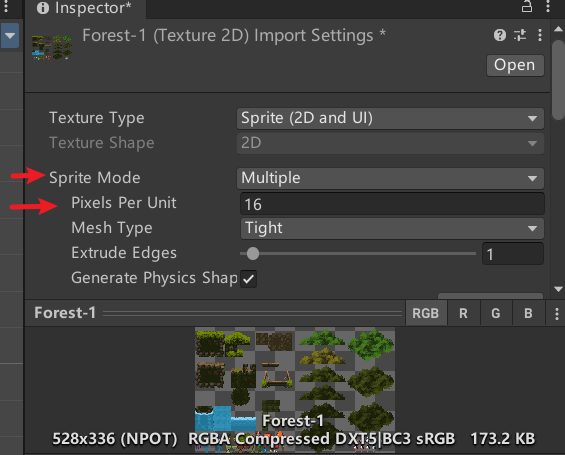 Inspector*
Forest-1 (Texture 2D) Import Settings *
Open
Texture Type Sprite (2D and UI)
Texture Shape 2D
Sprite Mode Multiple
Pixels Per Unit 16
Mesh Type Tight
Extrude Edges 1
Generate Physics Shap
Forest-1 RGB R G B
Forest-1
528x336 (NPOT) RGBA Compressed DXT5|BC3 sRGB 173.2 KB